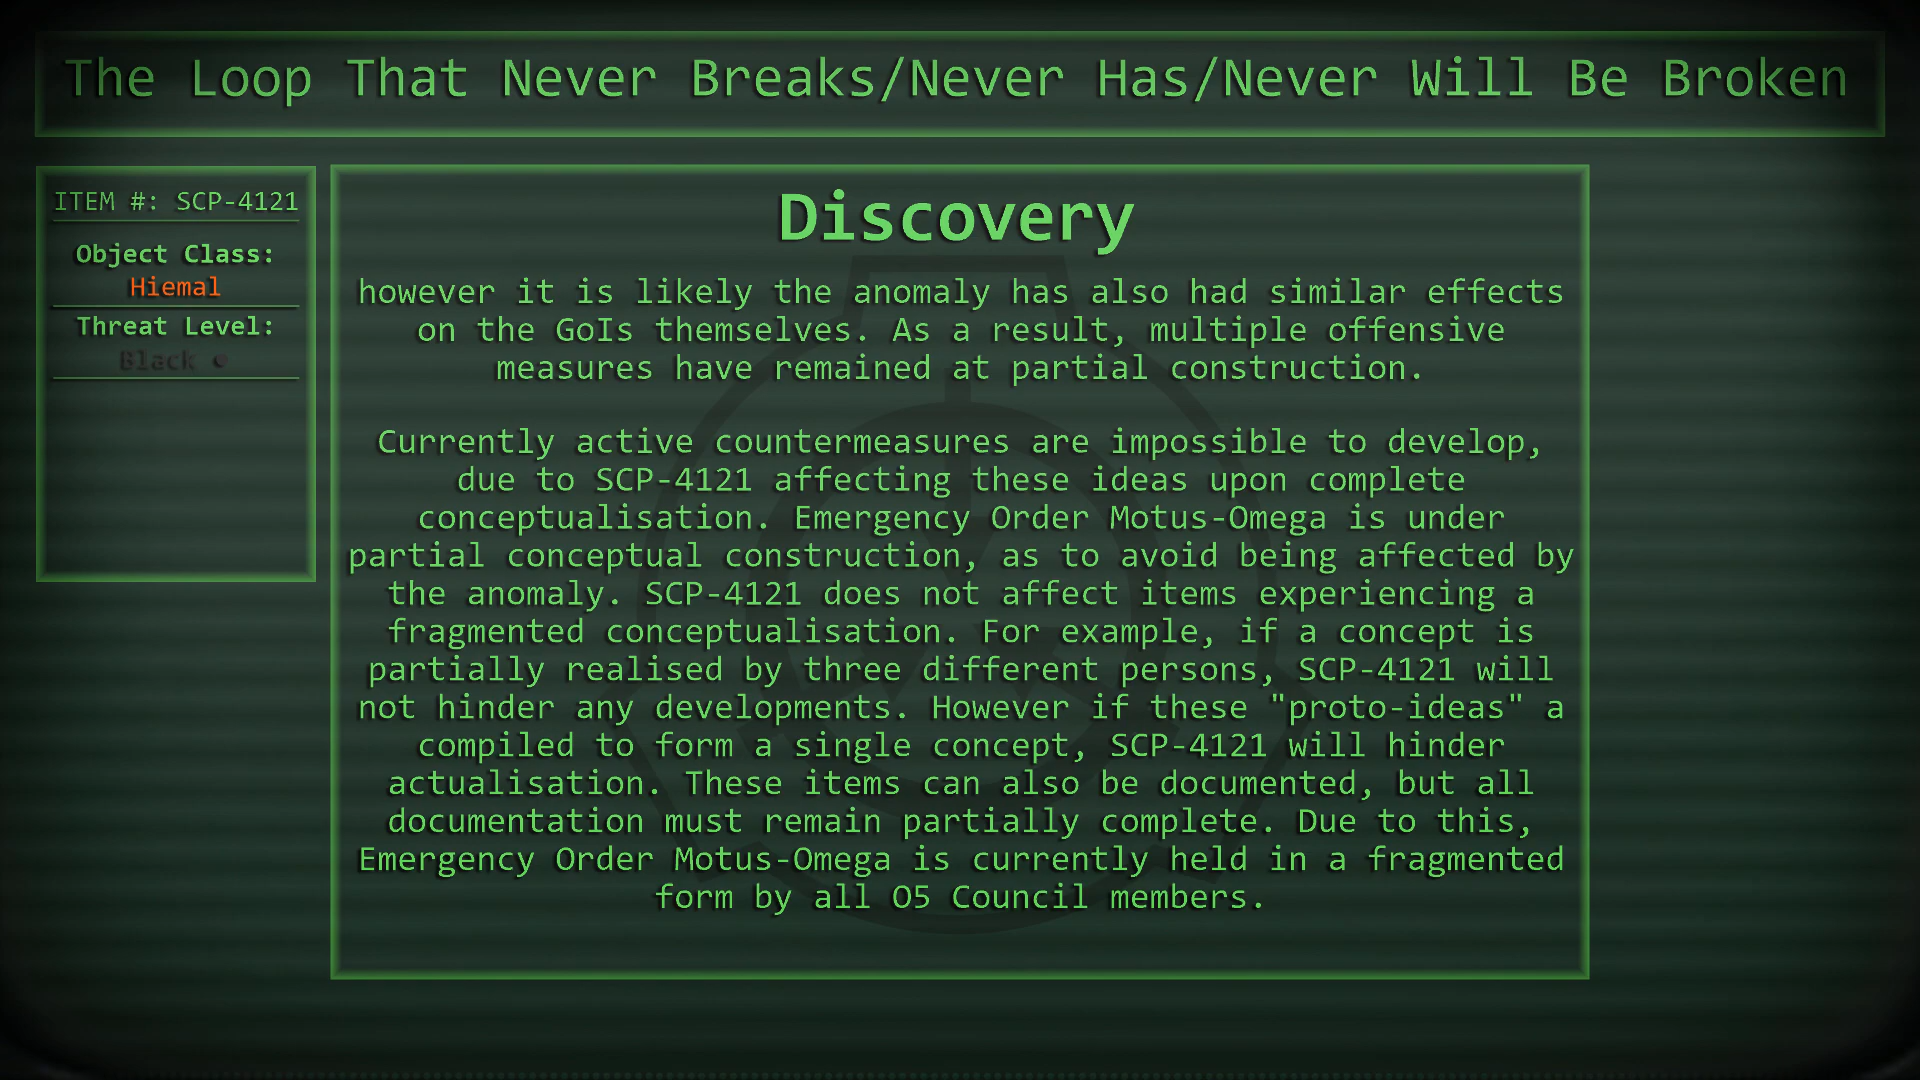 The Loop That Never Breaks/Never Has/Never Will Be Broken
ITEM #: SCP-4121
Object Class:
Hiemal
Threat Level:
Black ●
Discovery
however it is likely the anomaly has also had similar effects
on the GoIs themselves. As a result, multiple offensive
measures have remained at partial construction.
Currently active countermeasures are impossible to develop,
due to SCP-4121 affecting these ideas upon complete
conceptualisation. Emergency Order Motus-Omega is under
partial conceptual construction, as to avoid being affected by
the anomaly. SCP-4121 does not affect items experiencing a
fragmented conceptualisation. For example, if a concept is
partially realised by three different persons, SCP-4121 will
not hinder any developments. However if these "proto-ideas" a
compiled to form a single concept, SCP-4121 will hinder
actualisation. These items can also be documented, but all
documentation must remain partially complete. Due to this,
Emergency Order Motus-Omega is currently held in a fragmented
form by all O5 Council members.